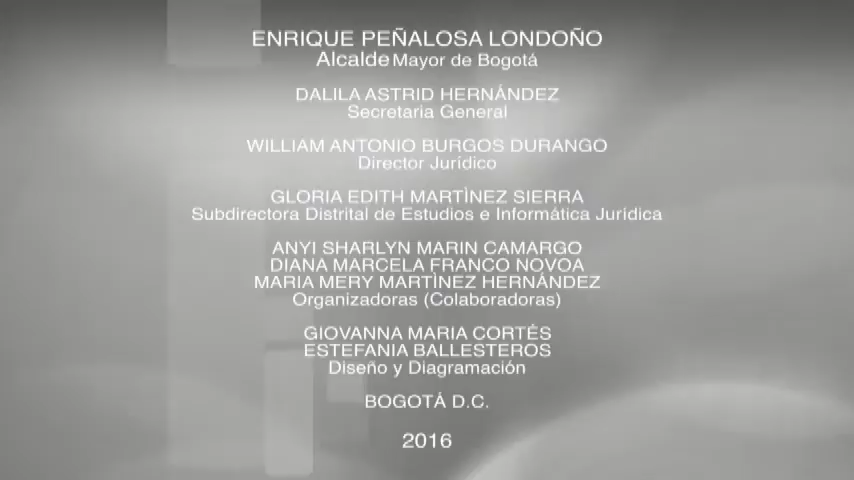 ENRIQUE PEÑALOSA LONDOÑO
Alcalde Mayor de Bogotá
DALILA ASTRID HERNÁNDEZ
Secretaria General
WILLIAM ANTONIO BURGOS DURANGO
Director Jurídico
GLORIA EDITH MARTÌNEZ SIERRA
Subdirectora Distrital de Estudios e Informática Jurídica
ANYI SHARLYN MARIN CAMARGO
DIANA MARCELA FRANCO NOVOA
MARIA MERY MARTÌNEZ HERNÁNDEZ
Organizadoras (Colaboradoras)
GIOVANNA MARIA CORTÉS
ESTEFANIA BALLESTEROS
Diseño y Diagramación
BOGOTÁ D.C.
2016